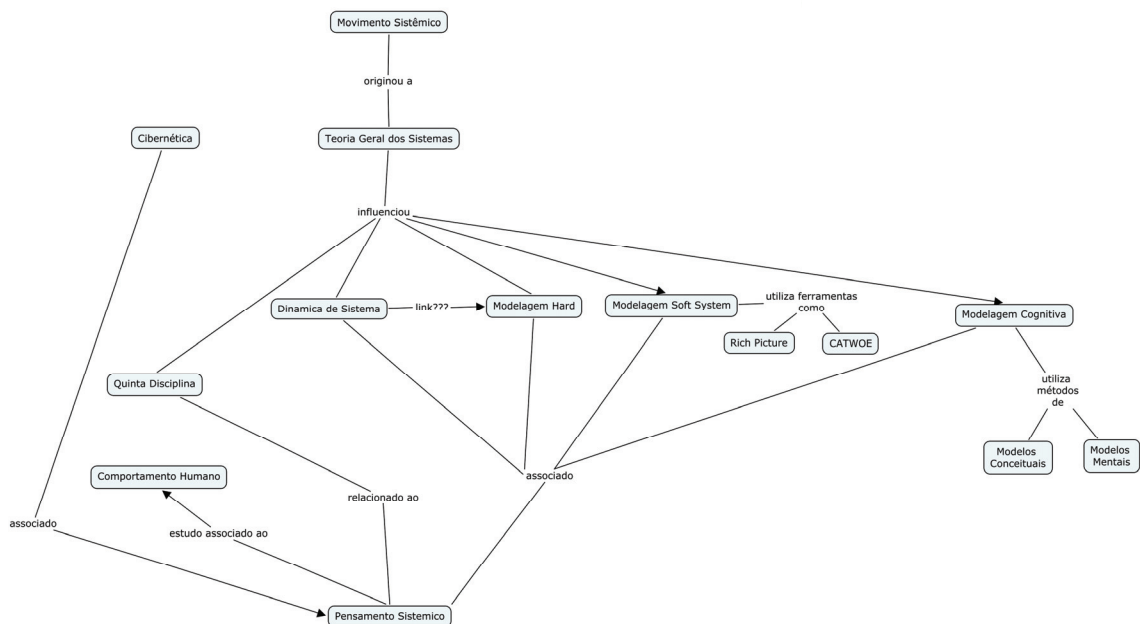 Movimento Sistêmico
originou a
Cibernética
Teoria Geral dos Sistemas
influenciou
Dinamica de Sistema
link???
Modelagem Hard
Modelagem Soft System
utiliza ferramentas
como
Modelagem Cognitiva
Rich Picture
CATWOE
Quinta Disciplina
utiliza
métodos
de
Modelos
Conceituais
Modelos
Mentais
Comportamento Humano
associado
relacionado ao
associado
estudo associado ao
Pensamento Sistemico